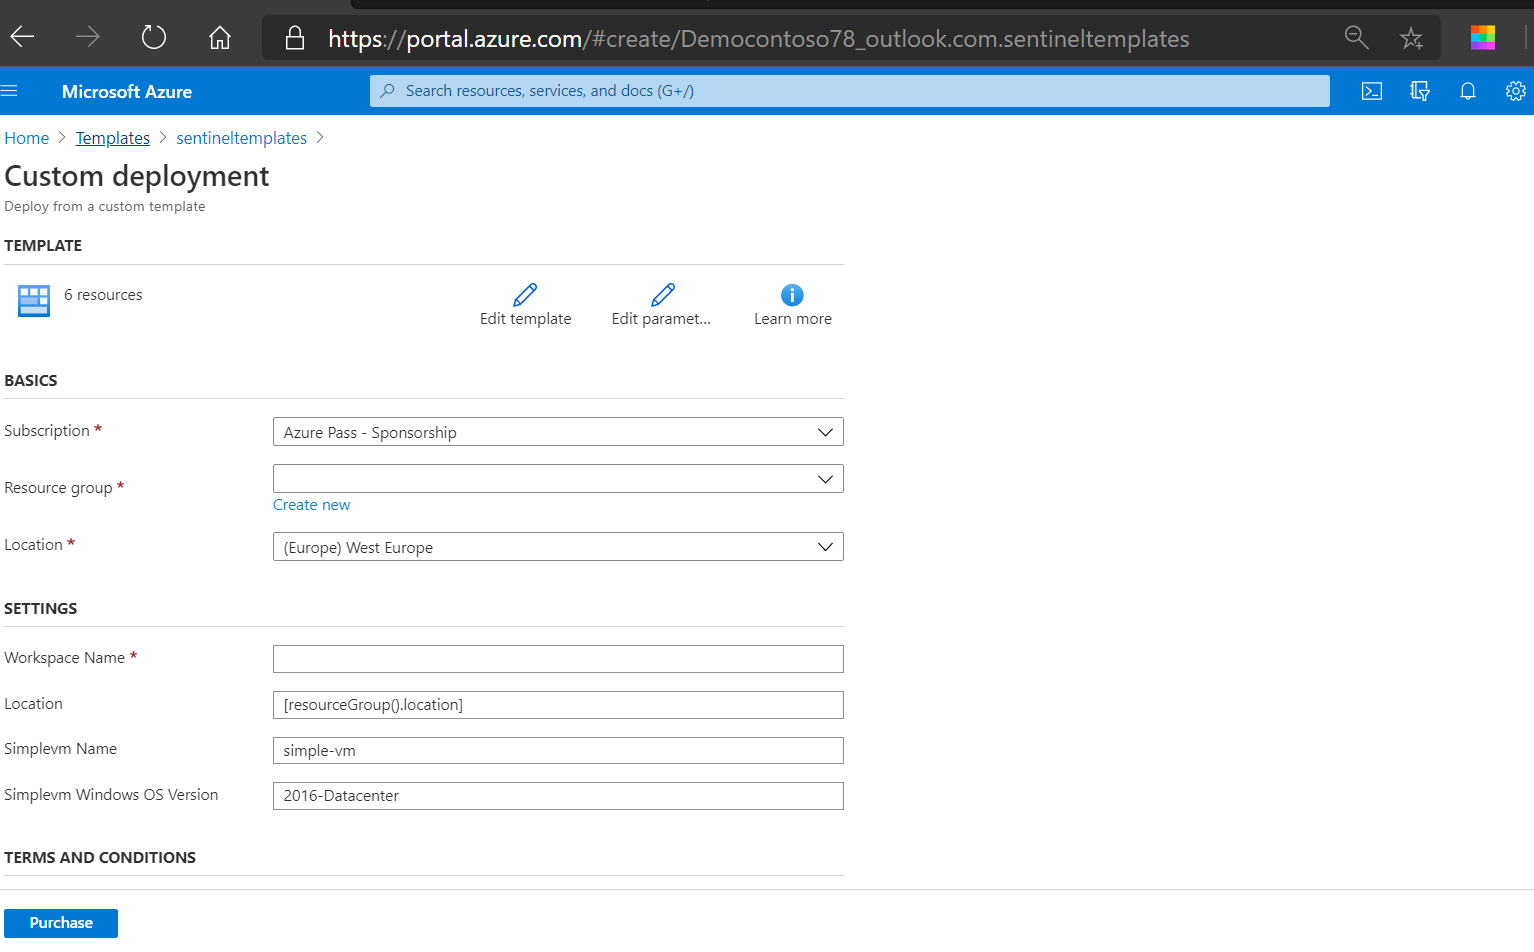 https://portal.azure.com/#create/Democontoso78_outlook.com.sentineltemplates
Microsoft Azure
Search resources, services, and docs (G+/)
Home > Templates > sentineltemplates >
Custom deployment
Deploy from a custom template
TEMPLATE
6 resources
Edit template
Edit paramet...
Learn more
BASICS
Subscription *
Azure Pass - Sponsorship
Resource group *
Create new
Location *
(Europe) West Europe
SETTINGS
Workspace Name *
Location
[resourceGroup().location]
Simplevm Name
simple-vm
Simplevm Windows OS Version
2016-Datacenter
TERMS AND CONDITIONS
Purchase